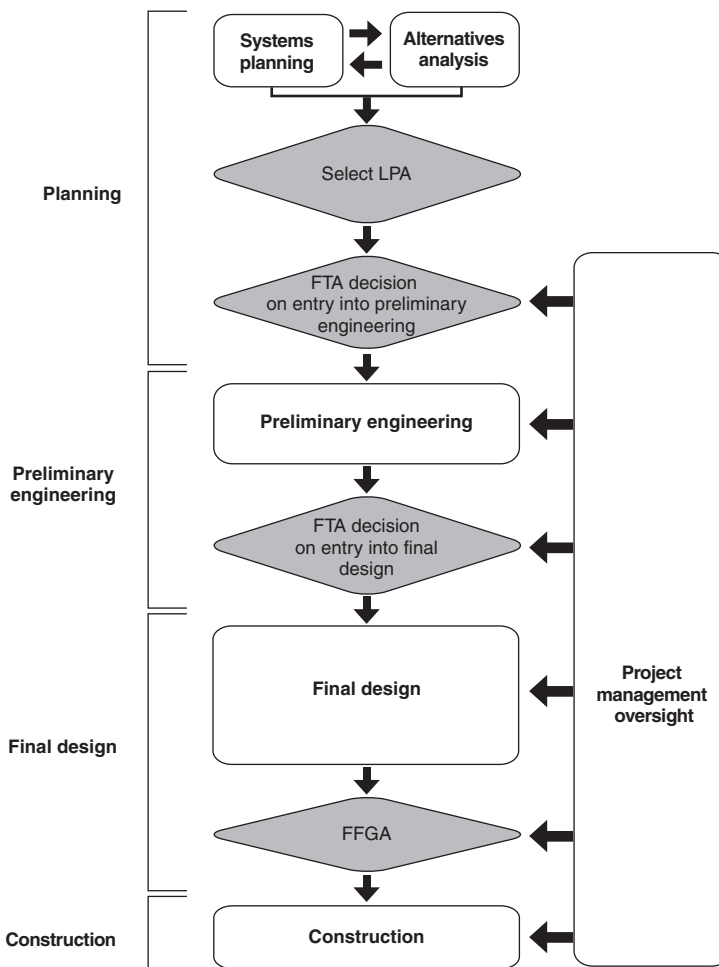 Systems
planning
Alternatives
analysis
Select LPA
Planning
FTA decision
on entry into preliminary
engineering
Preliminary engineering
Preliminary
engineering
FTA decision
on entry into final
design
Final design
Project
management
oversight
Final design
FFGA
Construction
Construction